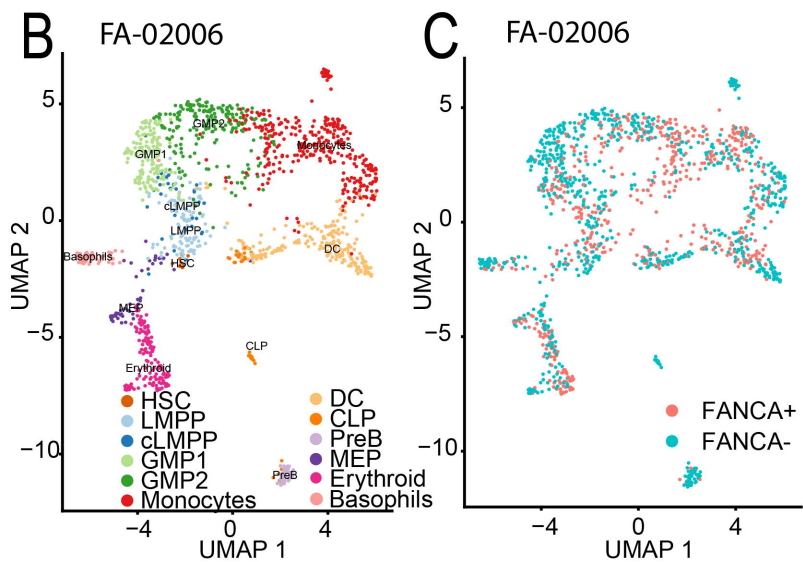 B
FA-02006
5
0
−5
−10
UMAP 2
−4
0
4
UMAP 1
GMP2
GMP1
Monocytes
cLMPP
LMPP
DC
Basophils
HSC
MEP
CLP
Erythroid
PreB
HSC
LMPP
cLMPP
GMP1
GMP2
Monocytes
DC
CLP
PreB
MEP
Erythroid
Basophils
C
FA-02006
5
0
−5
−10
UMAP 2
−4
0
4
UMAP 1
FANCA+
FANCA-